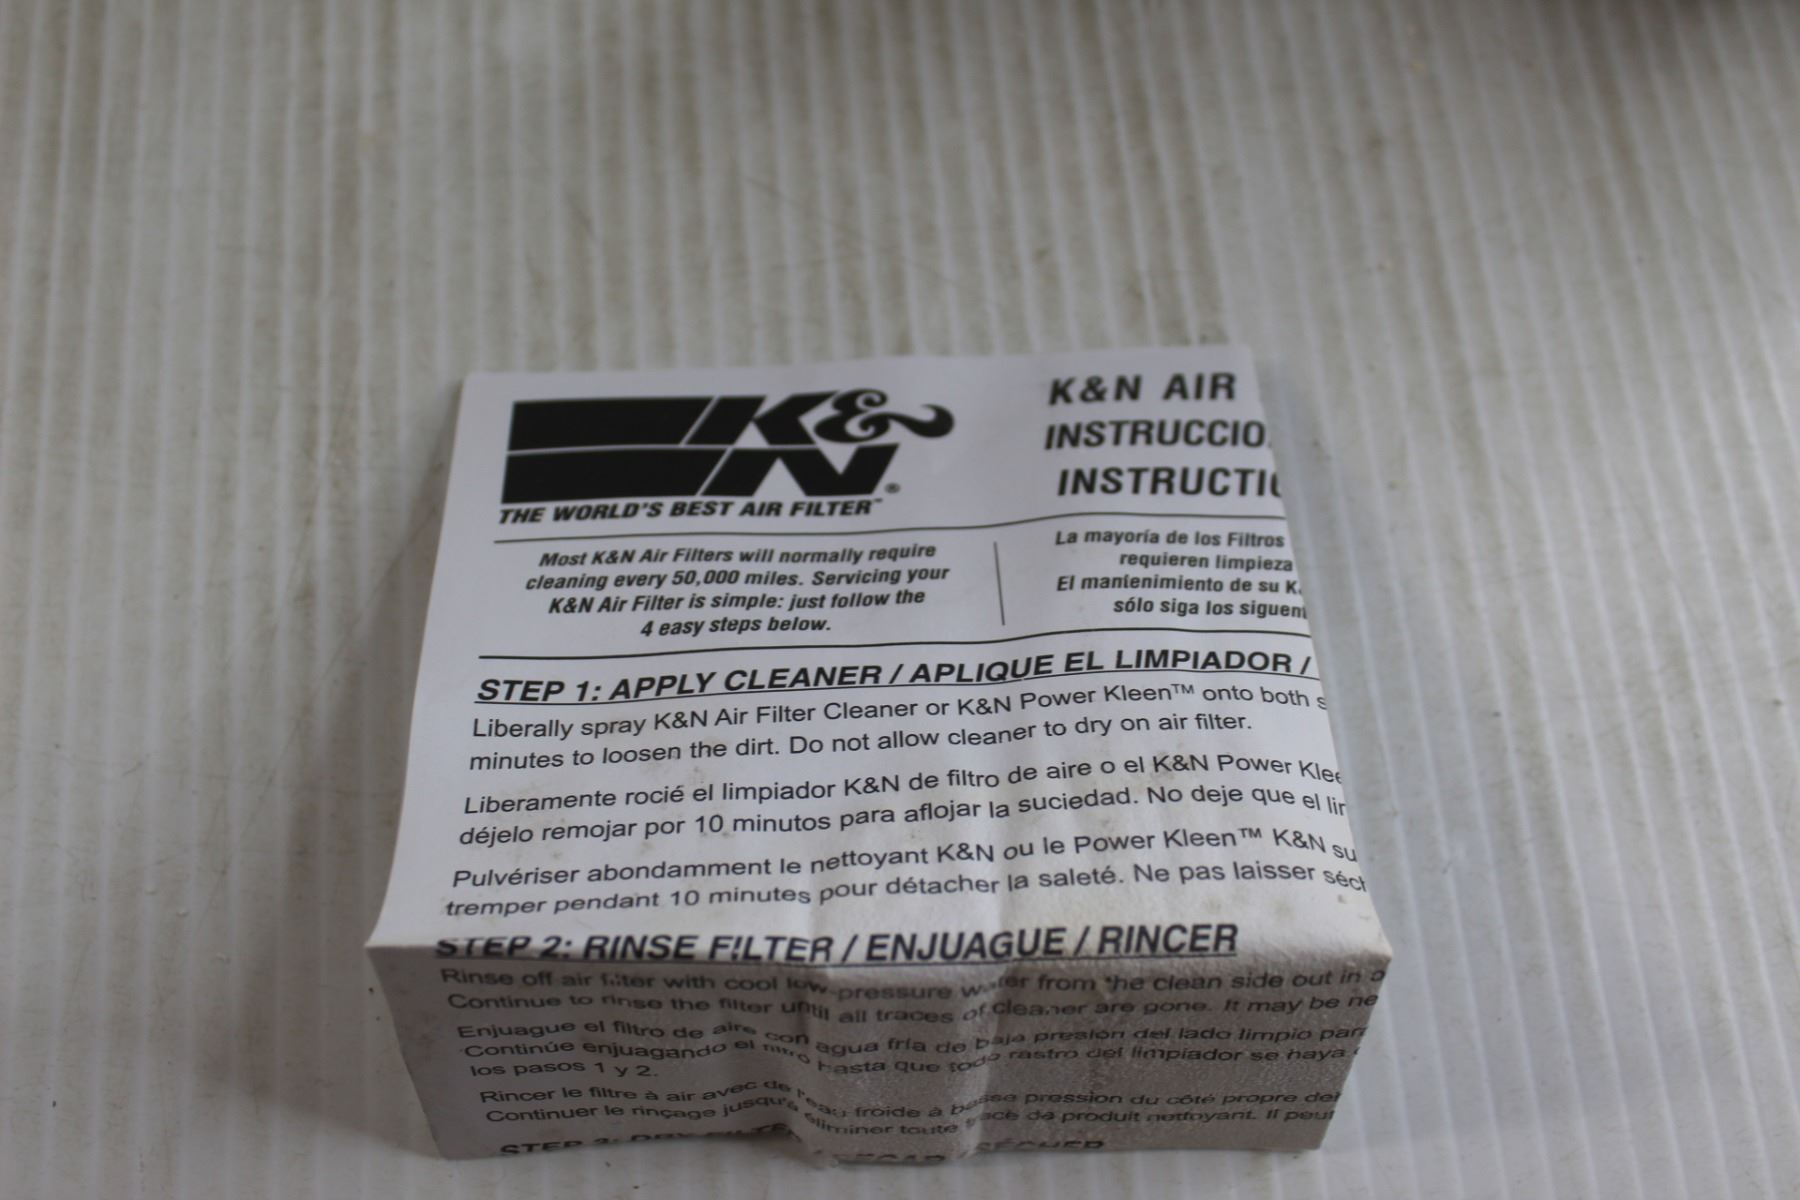 K&N®
THE WORLD'S BEST AIR FILTER™
K&N AIR
INSTRUCCIO
INSTRUCTI
Most K&N Air Filters will normally require
cleaning every 50,000 miles. Servicing your
K&N Air Filter is simple: just follow the
4 easy steps below.
La mayoría de los Filtros
requieren limpieza
El mantenimiento de su K
sólo siga los siguen
STEP 1: APPLY CLEANER / APLIQUE EL LIMPIADOR /
Liberally spray K&N Air Filter Cleaner or K&N Power Kleen™ onto both s
minutes to loosen the dirt. Do not allow cleaner to dry on air filter.
Liberamente rocié el limpiador K&N de filtro de aire o el K&N Power Klee
déjelo remojar por 10 minutos para aflojar la suciedad. No deje que el lim
Pulvériser abondamment le nettoyant K&N ou le Power Kleen™ K&N su
tremper pendant 10 minutes pour détacher la saleté. Ne pas laisser séch
STEP 2: RINSE FILTER / ENJUAGUE / RINCER
Rinse off air filter with cool low-pressure water from the clean side out in o
Continue to rinse the filter until all traces of cleaner are gone. It may be ne
Enjuague el filtro de aire con agua fría de baja presión del lado limpio par
Continúe enjuagando el filtro hasta que todo rastro del limpiador se haya
los pasos 1 y 2.
Rincer le filtre à air avec de l'eau froide à basse pression du côté propre de
Continuer le rinçage jusqu'à éliminer toute trace de produit nettoyant. Il peut
STEP 3: DRY FILTER SÉCHER